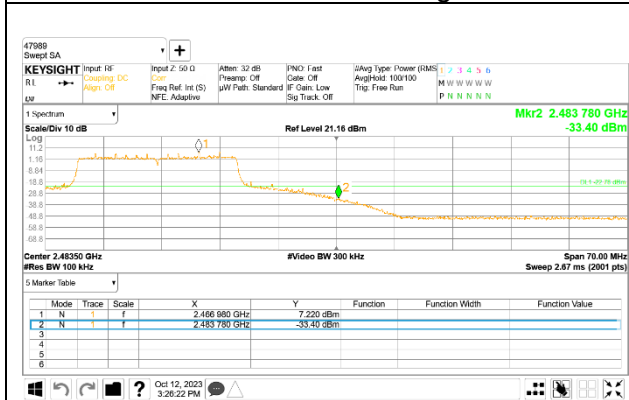 47989
Swept SA
KEYSIGHT Input: RF Input Z: 50 Ω Atten: 32 dB PNO: Fast #Avg Type: Power (RMS 1 2 3 4 5 6
RL Coupling: DC Corr Preamp: Off Gate: Off Avg|Hold: 100/100 M W W W W W
Align: Off Freq Ref: Int (S) µW Path: Standard IF Gain: Low Trig: Free Run
NFE: Adaptive Sig Track: Off P N N N N N
1 Spectrum
Mkr2 2.483 780 GHz
Scale/Div 10 dB Ref Level 21.16 dBm -33.40 dBm
Log
11.2
1.16
-8.84
-18.8
-28.8
-38.8
-48.8
-58.8
-68.8
1
2
Center 2.48350 GHz #Video BW 300 kHz Span 70.00 MHz
#Res BW 100 kHz Sweep 2.67 ms (2001 pts)
5 Marker Table
Mode Trace Scale X Y Function Function Width Function Value
1 N 1 f 2.466 980 GHz 7.220 dBm
2 N 1 f 2.483 780 GHz -33.40 dBm
3
4
5
6
? Oct 12, 2023
3:26:22 PM